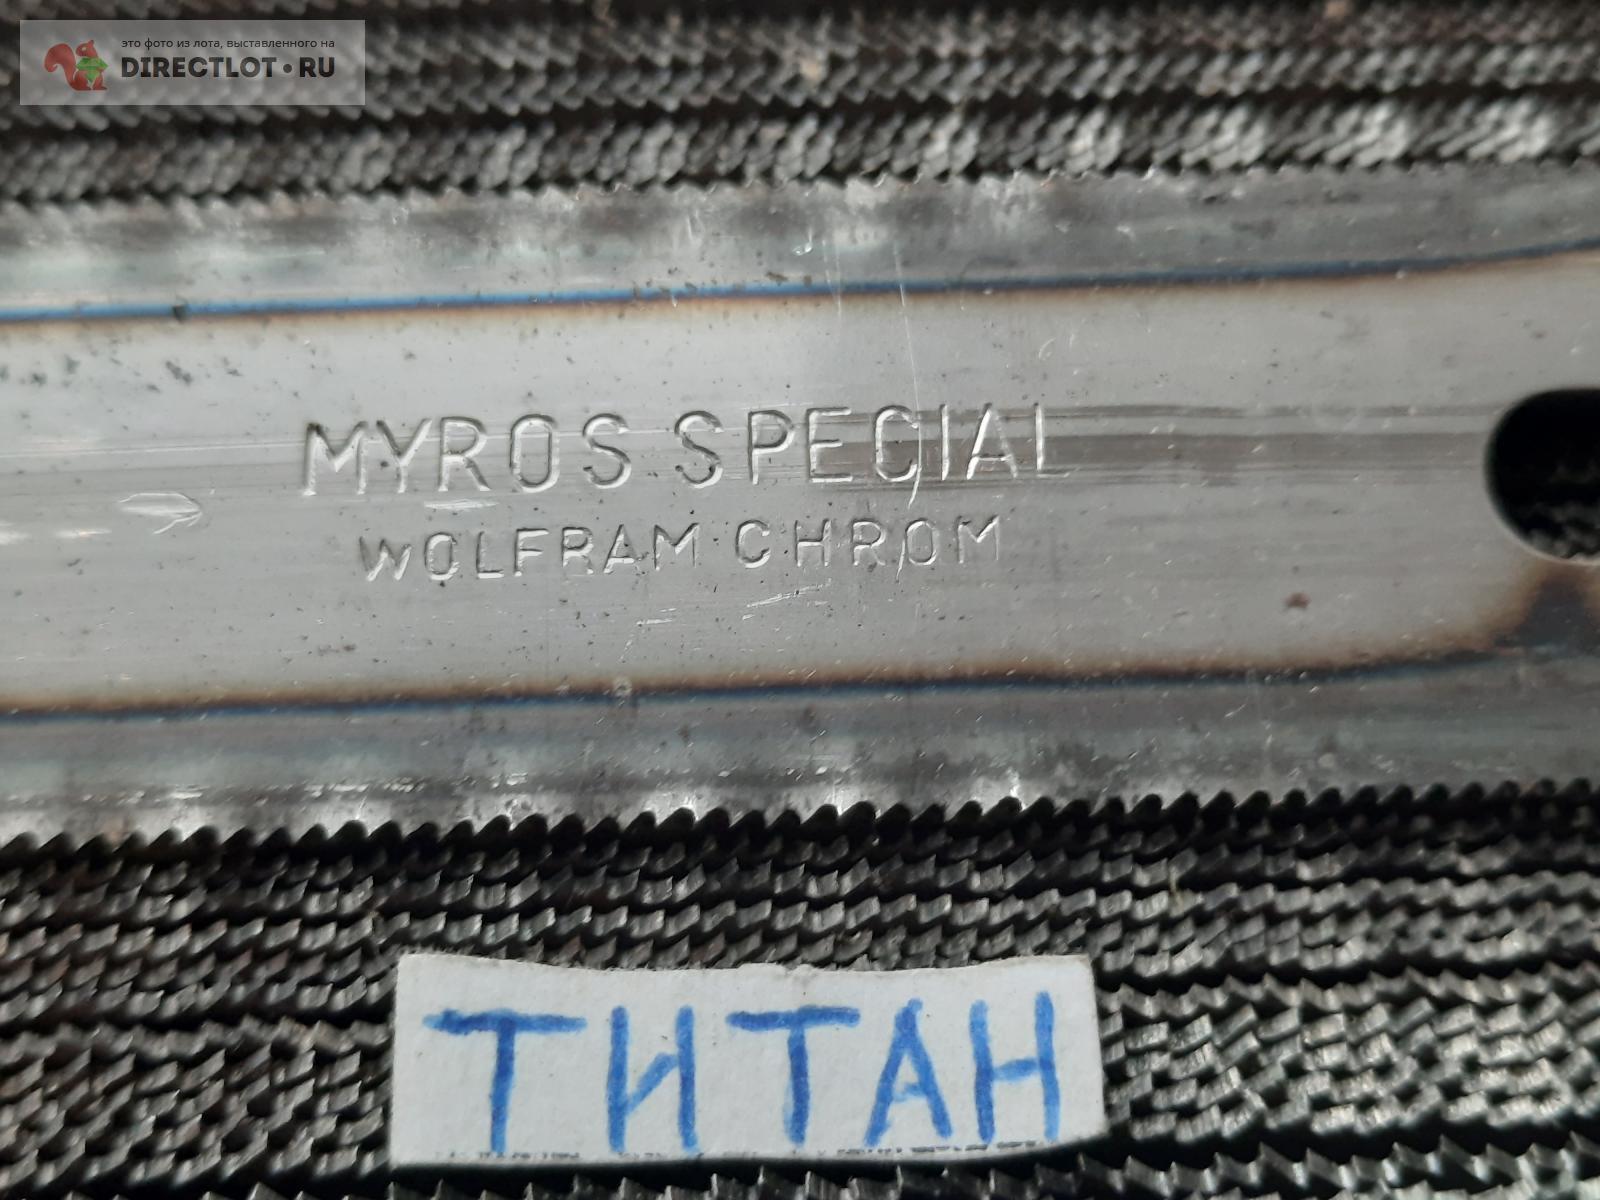 это фото из лота, выставленного на
DIRECTLOT•RU
MYROS SPECIAL
WOLFRAM CHROM
ТИТАН